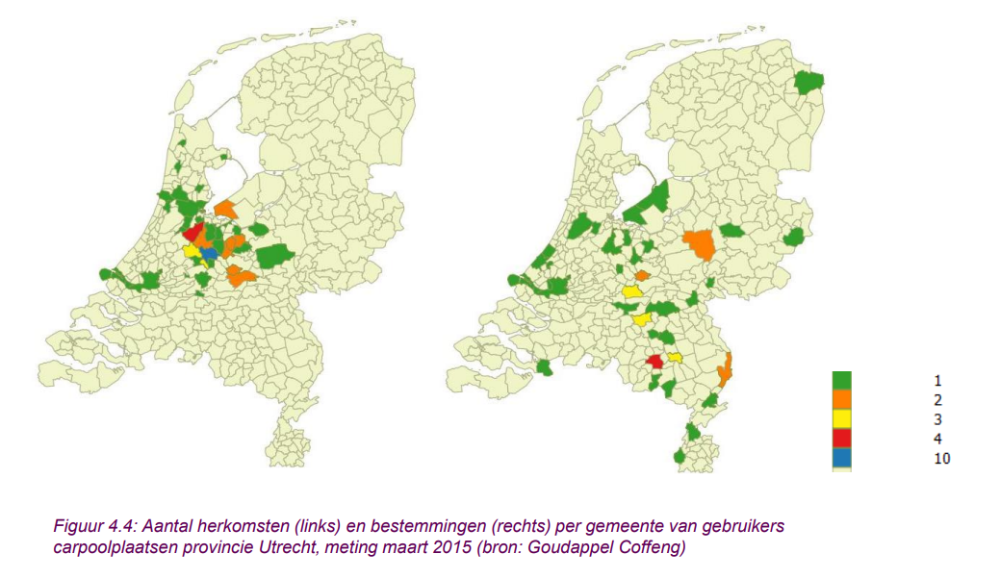 1
2
3
4
10
Figuur 4.4: Aantal herkomsten (links) en bestemmingen (rechts) per gemeente van gebruikers
carpoolplaatsen provincie Utrecht, meting maart 2015 (bron: Goudappel Coffeng)